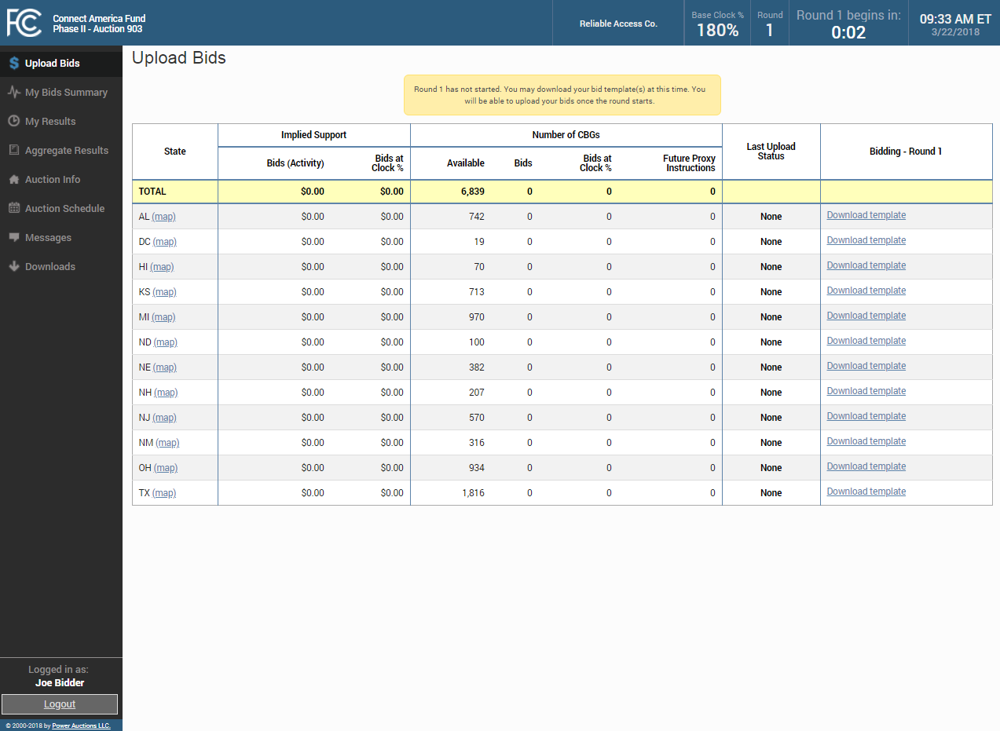 FCC
Connect America Fund
Phase II - Auction 903
Reliable Access Co.
Base Clock %
180%
Round
1
Round 1 begins in:
0:02
09:33 AM ET
3/22/2018
Upload Bids
My Bids Summary
My Results
Aggregate Results
Auction Info
Auction Schedule
Messages
Downloads
Upload Bids
Round 1 has not started. You may download your bid template(s) at this time. You
will be able to upload your bids once the round starts.
State Implied Support Number of CBGs Last Upload Status Bidding - Round 1
Bids (Activity) Bids at Clock % Available Bids Bids at Clock % Future Proxy Instructions
TOTAL $0.00 $0.00 6,839 0 0 0
AL (map) $0.00 $0.00 742 0 0 0 None Download template
DC (map) $0.00 $0.00 19 0 0 0 None Download template
HI (map) $0.00 $0.00 70 0 0 0 None Download template
KS (map) $0.00 $0.00 713 0 0 0 None Download template
MI (map) $0.00 $0.00 970 0 0 0 None Download template
ND (map) $0.00 $0.00 100 0 0 0 None Download template
NE (map) $0.00 $0.00 382 0 0 0 None Download template
NH (map) $0.00 $0.00 207 0 0 0 None Download template
NJ (map) $0.00 $0.00 570 0 0 0 None Download template
NM (map) $0.00 $0.00 316 0 0 0 None Download template
OH (map) $0.00 $0.00 934 0 0 0 None Download template
TX (map) $0.00 $0.00 1,816 0 0 0 None Download template
Logged in as:
Joe Bidder
Logout
© 2000-2018 by Power Auctions LLC.